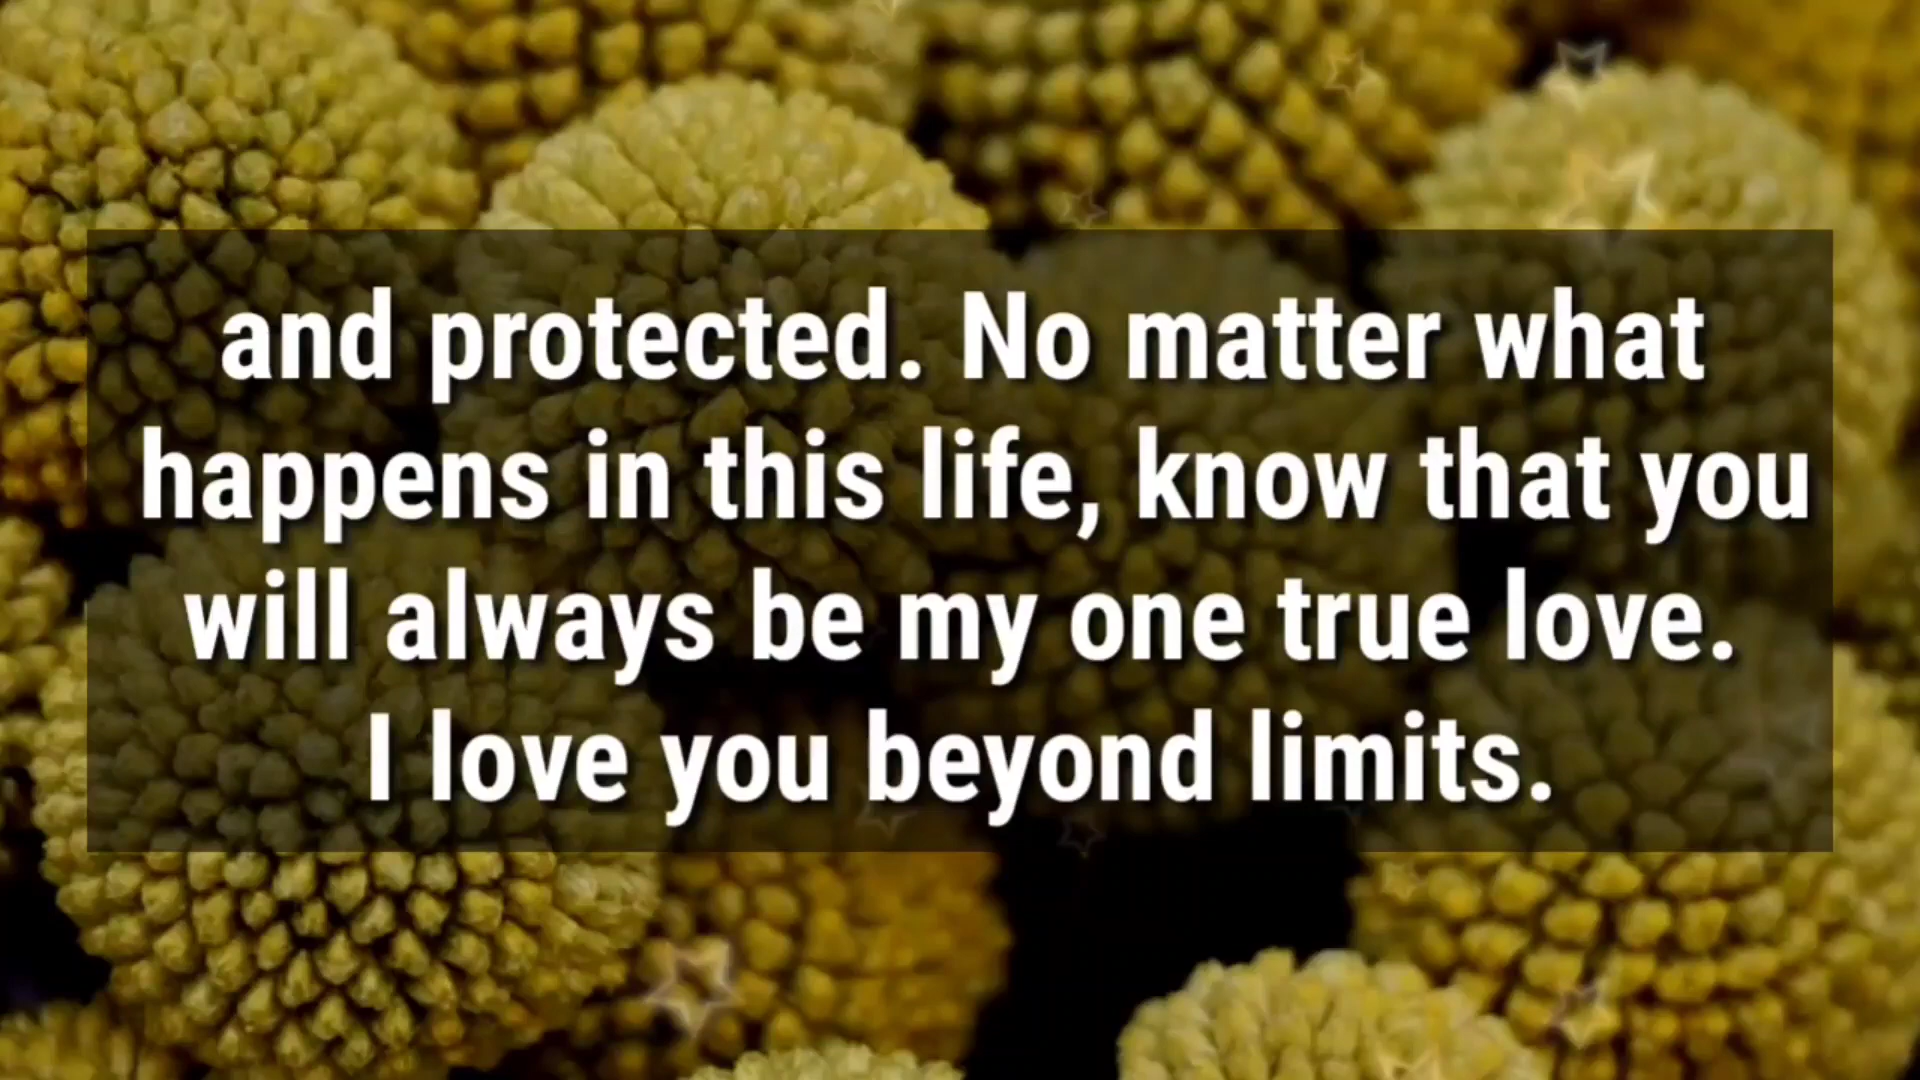 and protected. No matter what
happens in this life, know that you
will always be my one true love.
I love you beyond limits.